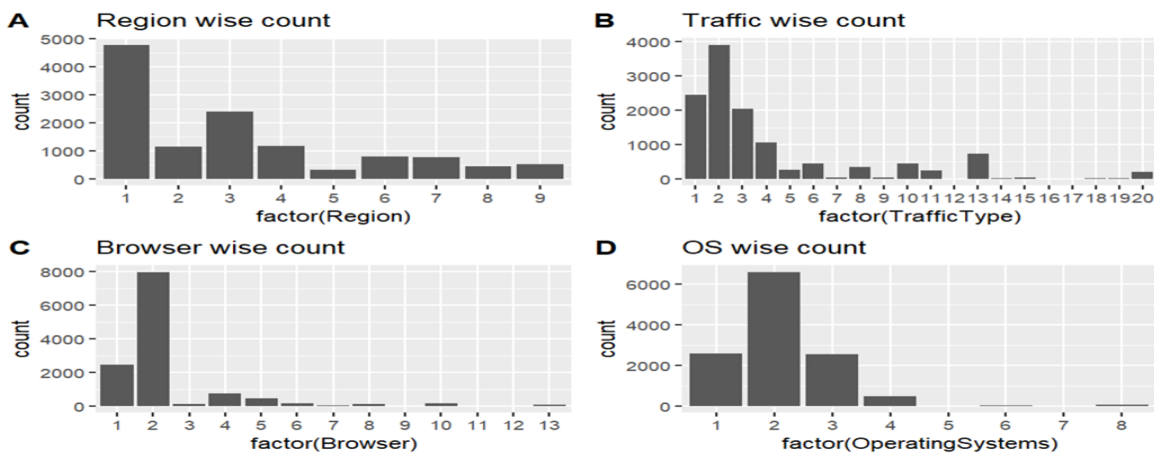 A Region wise count
5000
4000
3000
2000
1000
0
count
1 2 3 4 5 6 7 8 9
factor(Region)
B Traffic wise count
4000
3000
2000
1000
0
count
1 2 3 4 5 6 7 8 9 10 11 12 13 14 15 16 17 18 19 20
factor(TrafficType)
C Browser wise count
8000
6000
4000
2000
0
count
1 2 3 4 5 6 7 8 9 10 11 12 13
factor(Browser)
D OS wise count
6000
4000
2000
0
count
1 2 3 4 5 6 7 8
factor(OperatingSystems)